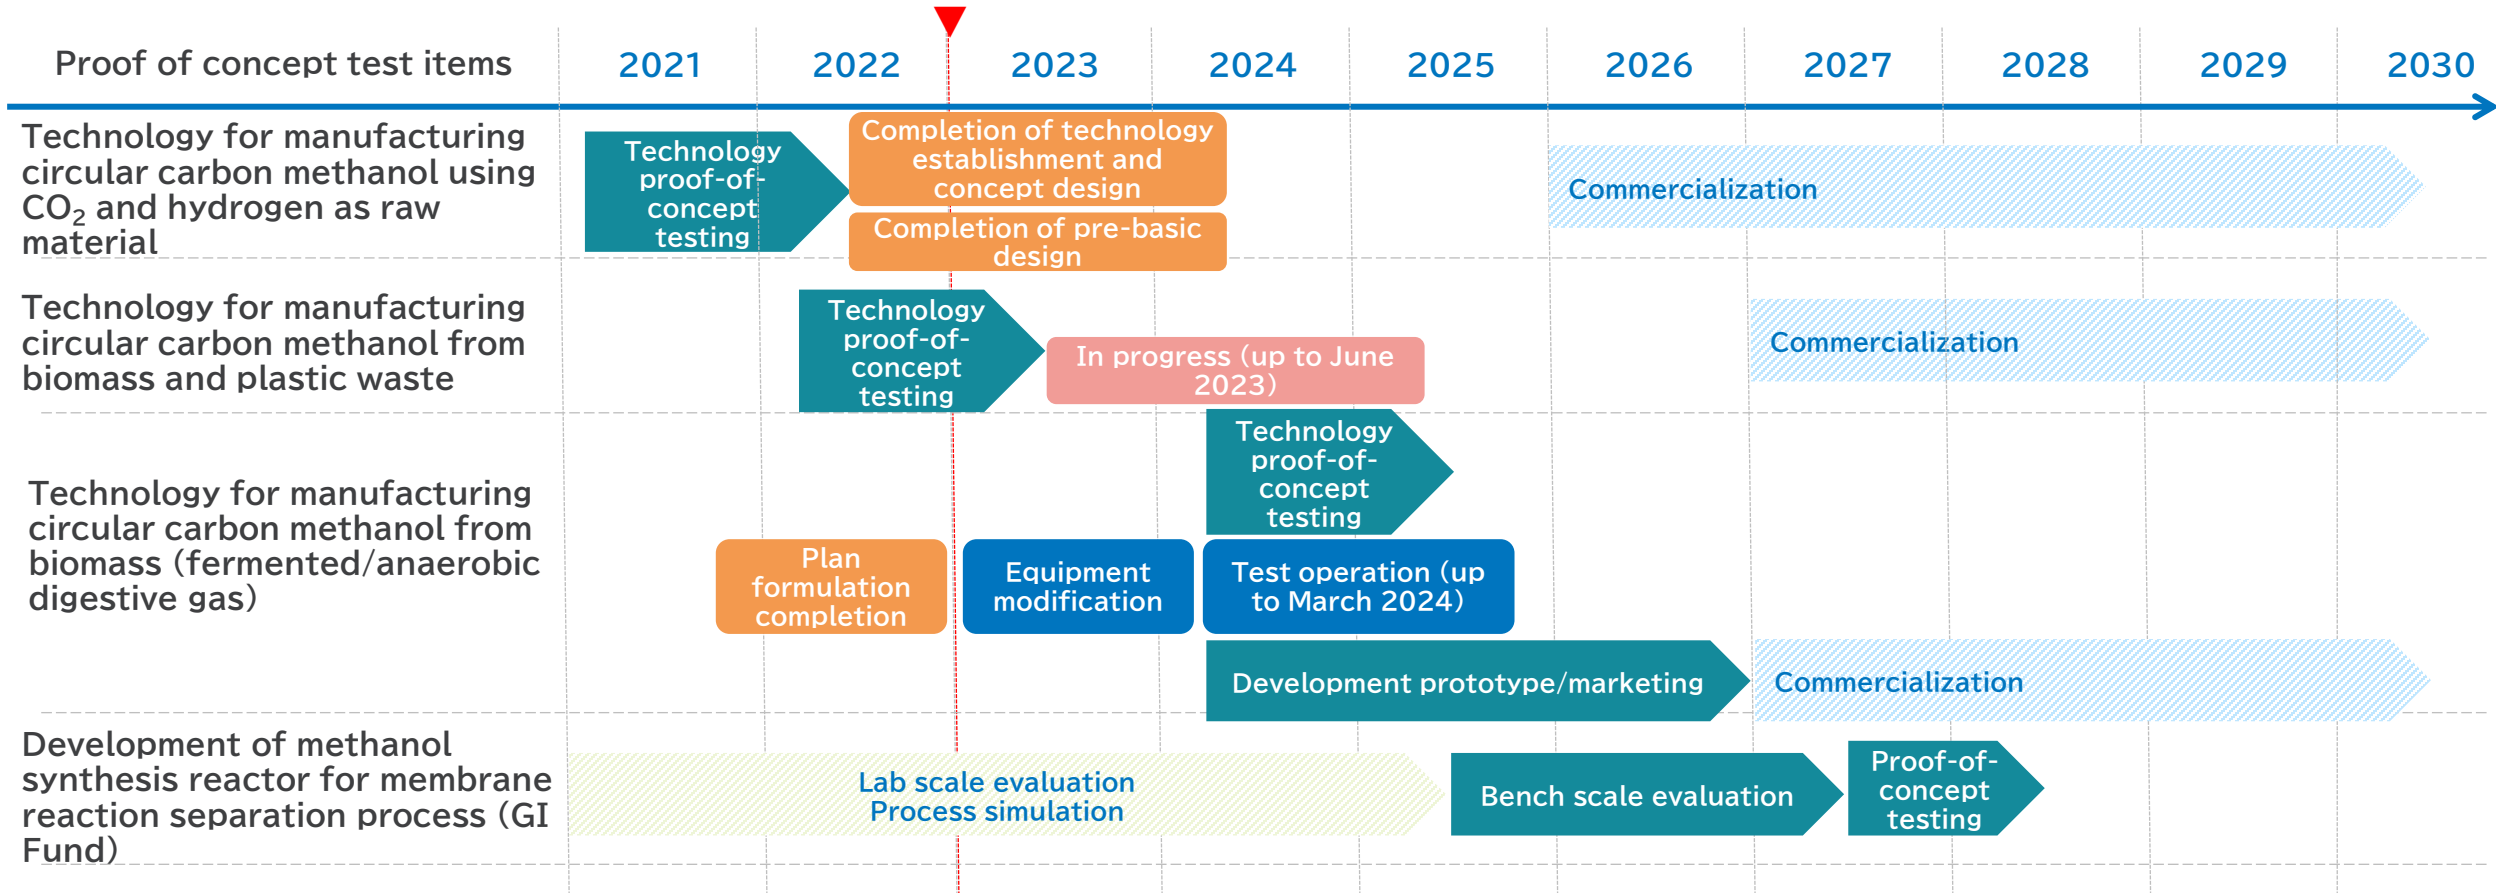 Proof of concept test items
2021 2022 2023 2024 2025 2026 2027 2028 2029 2030
Technology for manufacturing
circular carbon methanol using
CO₂ and hydrogen as raw
material
Technology
proof-of-
concept
testing
Completion of technology
establishment and
concept design
Completion of pre-basic
design
Commercialization
Technology for manufacturing
circular carbon methanol from
biomass and plastic waste
Technology
proof-of-
concept
testing
In progress (up to June
2023)
Commercialization
Technology for manufacturing
circular carbon methanol from
biomass (fermented/anaerobic
digestive gas)
Technology
proof-of-
concept
testing
Plan
formulation
completion
Equipment
modification
Test operation (up
to March 2024)
Development prototype/marketing
Commercialization
Development of methanol
synthesis reactor for membrane
reaction separation process (GI
Fund)
Lab scale evaluation
Process simulation
Bench scale evaluation
Proof-of-
concept
testing